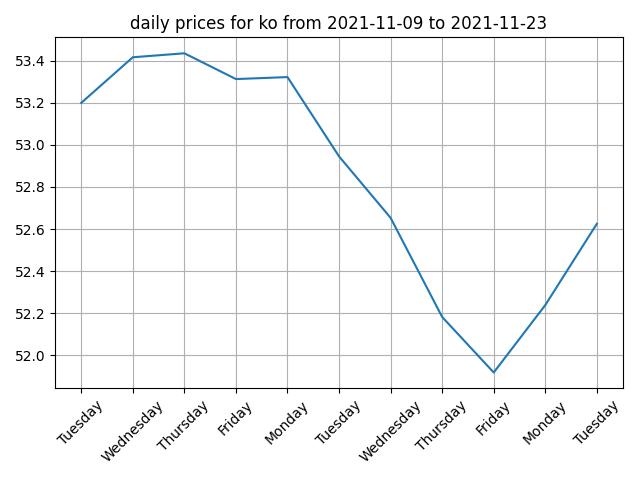 daily prices for ko from 2021-11-09 to 2021-11-23
53.4
53.2
53.0
52.8
52.6
52.4
52.2
52.0
Tuesday
Wednesday
Thursday
Friday
Monday
Tuesday
Wednesday
Thursday
Friday
Monday
Tuesday